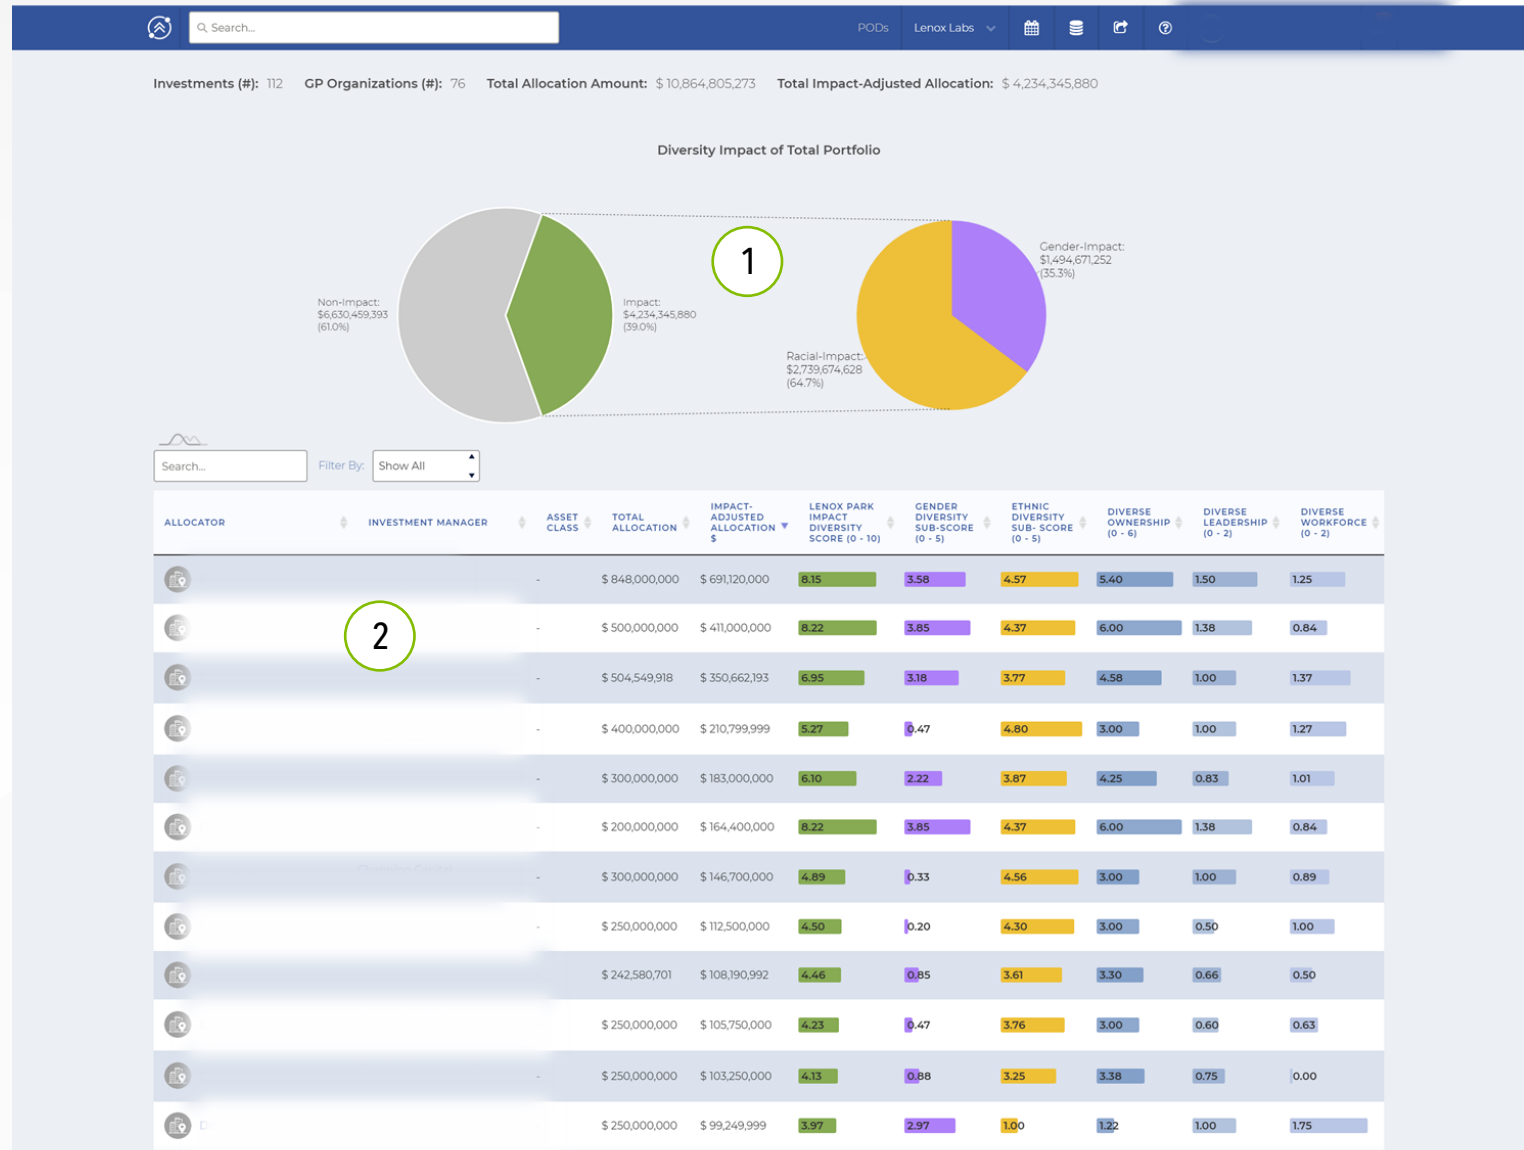 Search...
PODs
Lenox Labs
Investments (#): 112 GP Organizations (#): 76 Total Allocation Amount: $ 10,864,805,273 Total Impact-Adjusted Allocation: $ 4,234,345,880
Diversity Impact of Total Portfolio
1
Gender-Impact:
$1,494,671,252
(35.3%)
Non-Impact:
$6,630,459,393
(61.0%)
Impact:
$4,234,345,880
(39.0%)
Racial-Impact:
$2,739,674,628
(64.7%)
Search...
Filter By:
Show All
ALLOCATOR
INVESTMENT MANAGER
ASSET
CLASS
TOTAL
ALLOCATION
IMPACT-
ADJUSTED
ALLOCATION
$
LENOX PARK
IMPACT
DIVERSITY
SCORE (0 - 10)
GENDER
DIVERSITY
SUB-SCORE
(0 - 5)
ETHNIC
DIVERSITY
SUB- SCORE
(0 - 5)
DIVERSE
OWNERSHIP
(0 - 6)
DIVERSE
LEADERSHIP
(0 - 2)
DIVERSE
WORKFORCE
(0 - 2)
- $ 848,000,000 $ 691,120,000 8.15 3.58 4.57 5.40 1.50 1.25
2
- $ 500,000,000 $ 411,000,000 8.22 3.85 4.37 6.00 1.38 0.84
- $ 504,549,918 $ 350,662,193 6.95 3.18 3.77 4.58 1.00 1.37
- $ 400,000,000 $ 210,799,999 5.27 0.47 4.80 3.00 1.00 1.27
- $ 300,000,000 $ 183,000,000 6.10 2.22 3.87 4.25 0.83 1.01
- $ 200,000,000 $ 164,400,000 8.22 3.85 4.37 6.00 1.38 0.84
- $ 300,000,000 $ 146,700,000 4.89 0.33 4.56 3.00 1.00 0.89
- $ 250,000,000 $ 112,500,000 4.50 0.20 4.30 3.00 0.50 1.00
$ 242,580,701 $ 108,190,992 4.46 0.85 3.61 3.30 0.66 0.50
$ 250,000,000 $ 105,750,000 4.23 0.47 3.76 3.00 0.60 0.63
- $ 250,000,000 $ 103,250,000 4.13 0.88 3.25 3.38 0.75 0.00
$ 250,000,000 $ 99,249,999 3.97 2.97 1.00 1.22 1.00 1.75